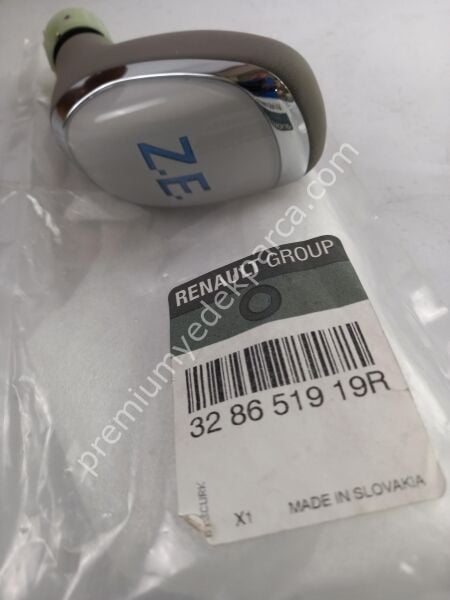 Z.E.
RENAULT GROUP
32 86 519 19R
X1
MADE IN SLOVAKIA
premiumyedekparca.com